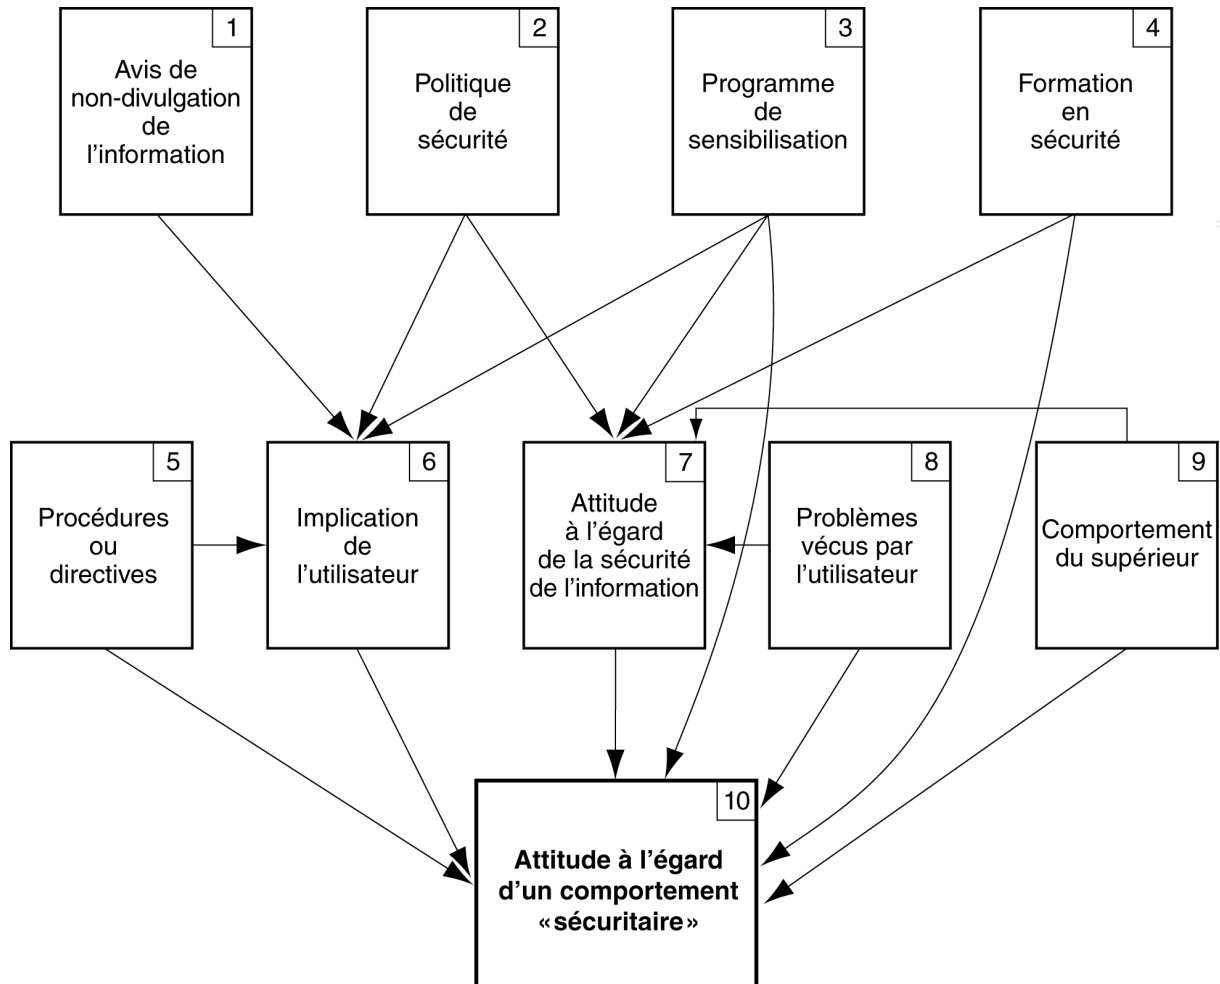 1
Avis de
non-divulgation
de
l’information
2
Politique
de
sécurité
3
Programme
de
sensibilisation
4
Formation
en
sécurité
5
Procédures
ou
directives
6
Implication
de
l’utilisateur
7
Attitude
à l’égard
de la sécurité
de l’information
8
Problèmes
vécus par
l’utilisateur
9
Comportement
du supérieur
10
Attitude à l’égard
d’un comportement
«sécuritaire»